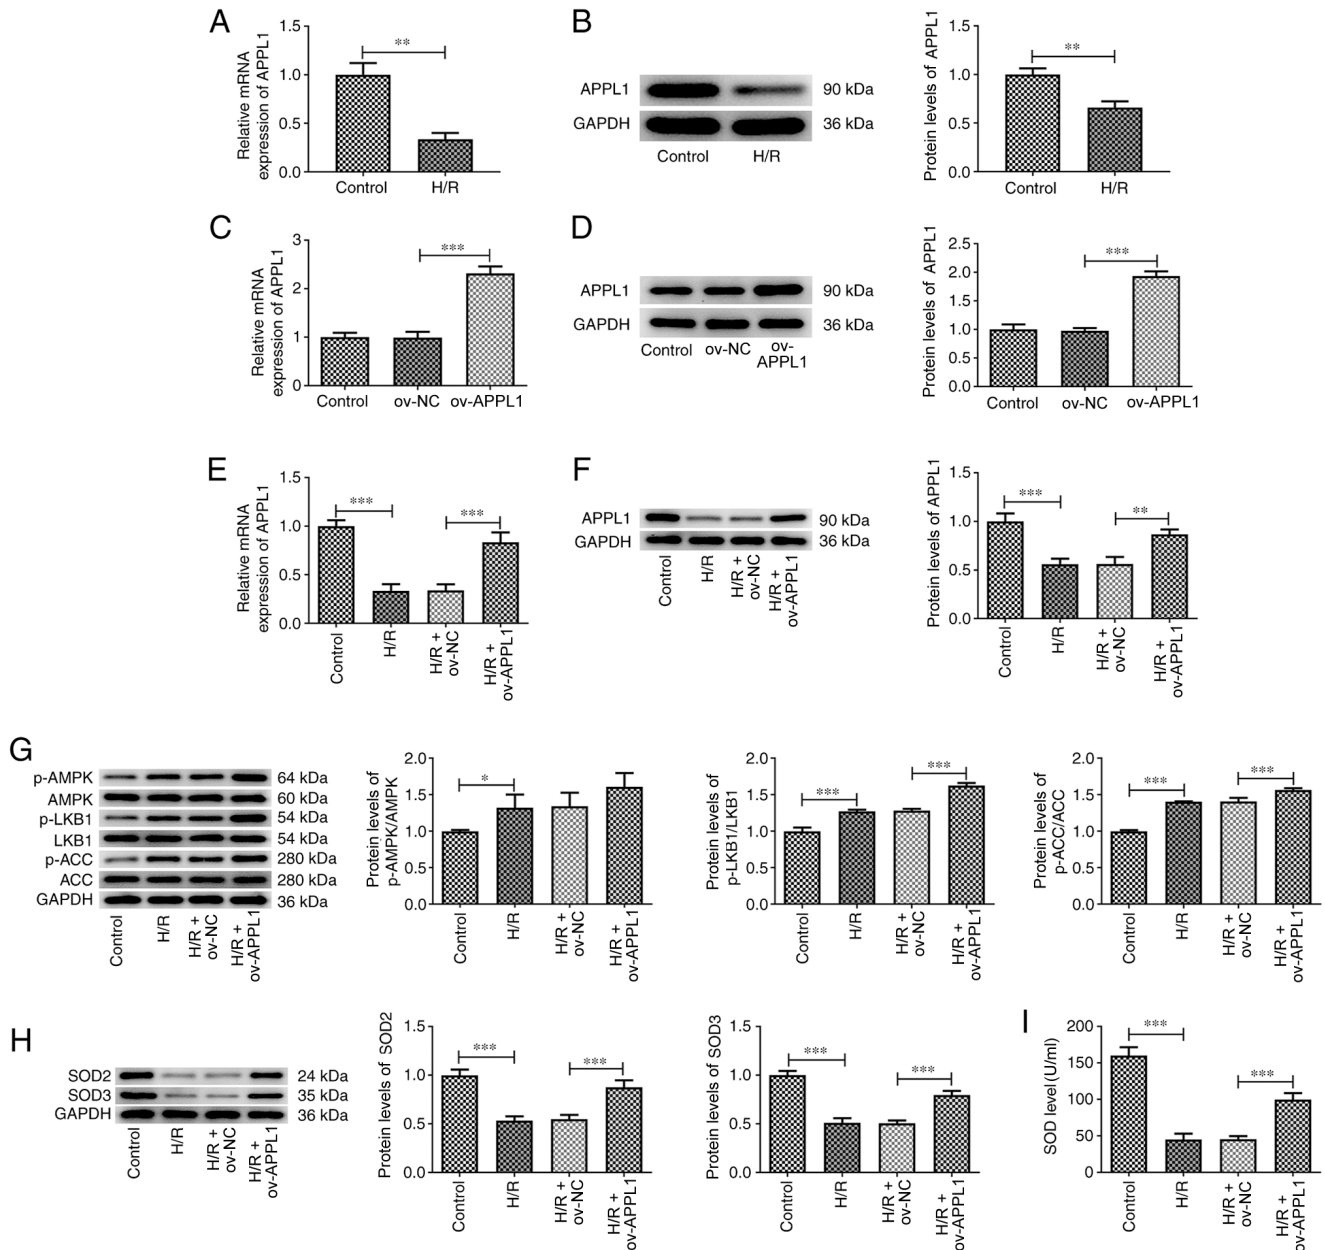 A
Relative mRNA
expression of APPL1
1.5
1.0
0.5
0.0
**
Control
H/R
B
APPL1
90 kDa
GAPDH
36 kDa
Control
H/R
Protein levels of APPL1
1.5
1.0
0.5
0.0
**
Control
H/R
C
Relative mRNA
expression of APPL1
3
2
1
0
***
Control
ov-NC
ov-APPL1
D
APPL1
90 kDa
GAPDH
36 kDa
Control
ov-NC
ov-
APPL1
Protein levels of APPL1
2.5
2.0
1.5
1.0
0.5
0.0
***
Control
ov-NC
ov-APPL1
E
Relative mRNA
expression of APPL1
1.5
1.0
0.5
0.0
***
***
Control
H/R
H/R +
ov-NC
H/R +
ov-APPL1
F
APPL1
90 kDa
GAPDH
36 kDa
Control
H/R
H/R +
ov-NC
H/R +
ov-APPL1
Protein levels of APPL1
1.5
1.0
0.5
0.0
***
**
Control
H/R
H/R +
ov-NC
H/R +
ov-APPL1
G
p-AMPK
64 kDa
AMPK
60 kDa
p-LKB1
54 kDa
LKB1
54 kDa
p-ACC
280 kDa
ACC
280 kDa
GAPDH
36 kDa
Control
H/R
H/R +
ov-NC
H/R +
ov-APPL1
Protein levels of
p-AMPK/AMPK
2.0
1.5
1.0
0.5
0.0
*
Control
H/R
H/R +
ov-NC
H/R +
ov-APPL1
Protein levels of
p-LKB1/LKB1
2.0
1.5
1.0
0.5
0.0
***
***
Control
H/R
H/R +
ov-NC
H/R +
ov-APPL1
Protein levels of
p-ACC/ACC
2.0
1.5
1.0
0.5
0.0
***
***
Control
H/R
H/R +
ov-NC
H/R +
ov-APPL1
H
SOD2
24 kDa
SOD3
35 kDa
GAPDH
36 kDa
Control
H/R
H/R +
ov-NC
H/R +
ov-APPL1
Protein levels of SOD2
1.5
1.0
0.5
0.0
***
***
Control
H/R
H/R +
ov-NC
H/R +
ov-APPL1
Protein levels of SOD3
1.5
1.0
0.5
0.0
***
***
Control
H/R
H/R +
ov-NC
H/R +
ov-APPL1
I
SOD level(U/ml)
200
150
100
50
0
***
***
Control
H/R
H/R +
ov-NC
H/R +
ov-APPL1